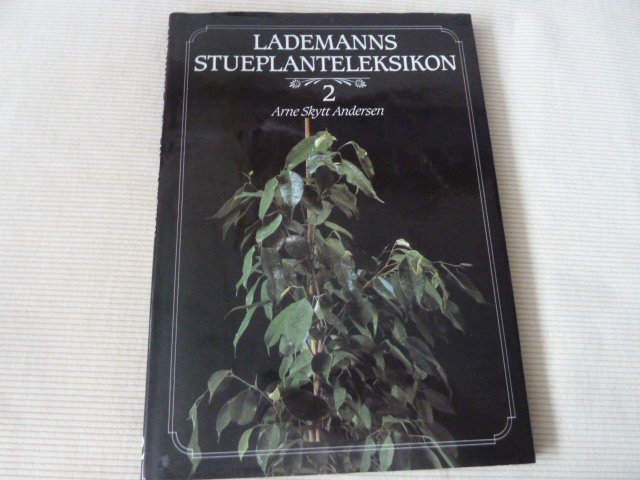 LADEMANNS
STUEPLANTELEKSIKON
2
Arne Skytt Andersen